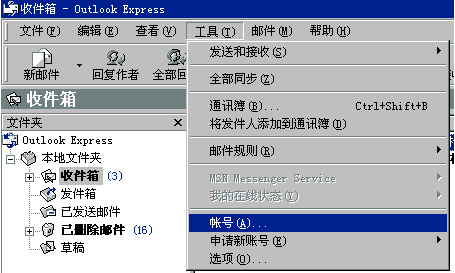 收件箱 - Outlook Express
文件(F) 编辑(E) 查看(V) 工具(T) 邮件(M) 帮助(H)
新邮件 回复作者 全部回
收件箱
文件夹
Outlook Express
本地文件夹
收件箱 (3)
发件箱
已发送邮件
已删除邮件 (16)
草稿
发送和接收(S)
全部同步(Z)
通讯簿(B)... Ctrl+Shift+B
将发件人添加到通讯簿(D)
邮件规则(R)
MSN Messenger Service
我的在线状态(Y)
帐号(A)...
申请新账号(E)
选项(O)...